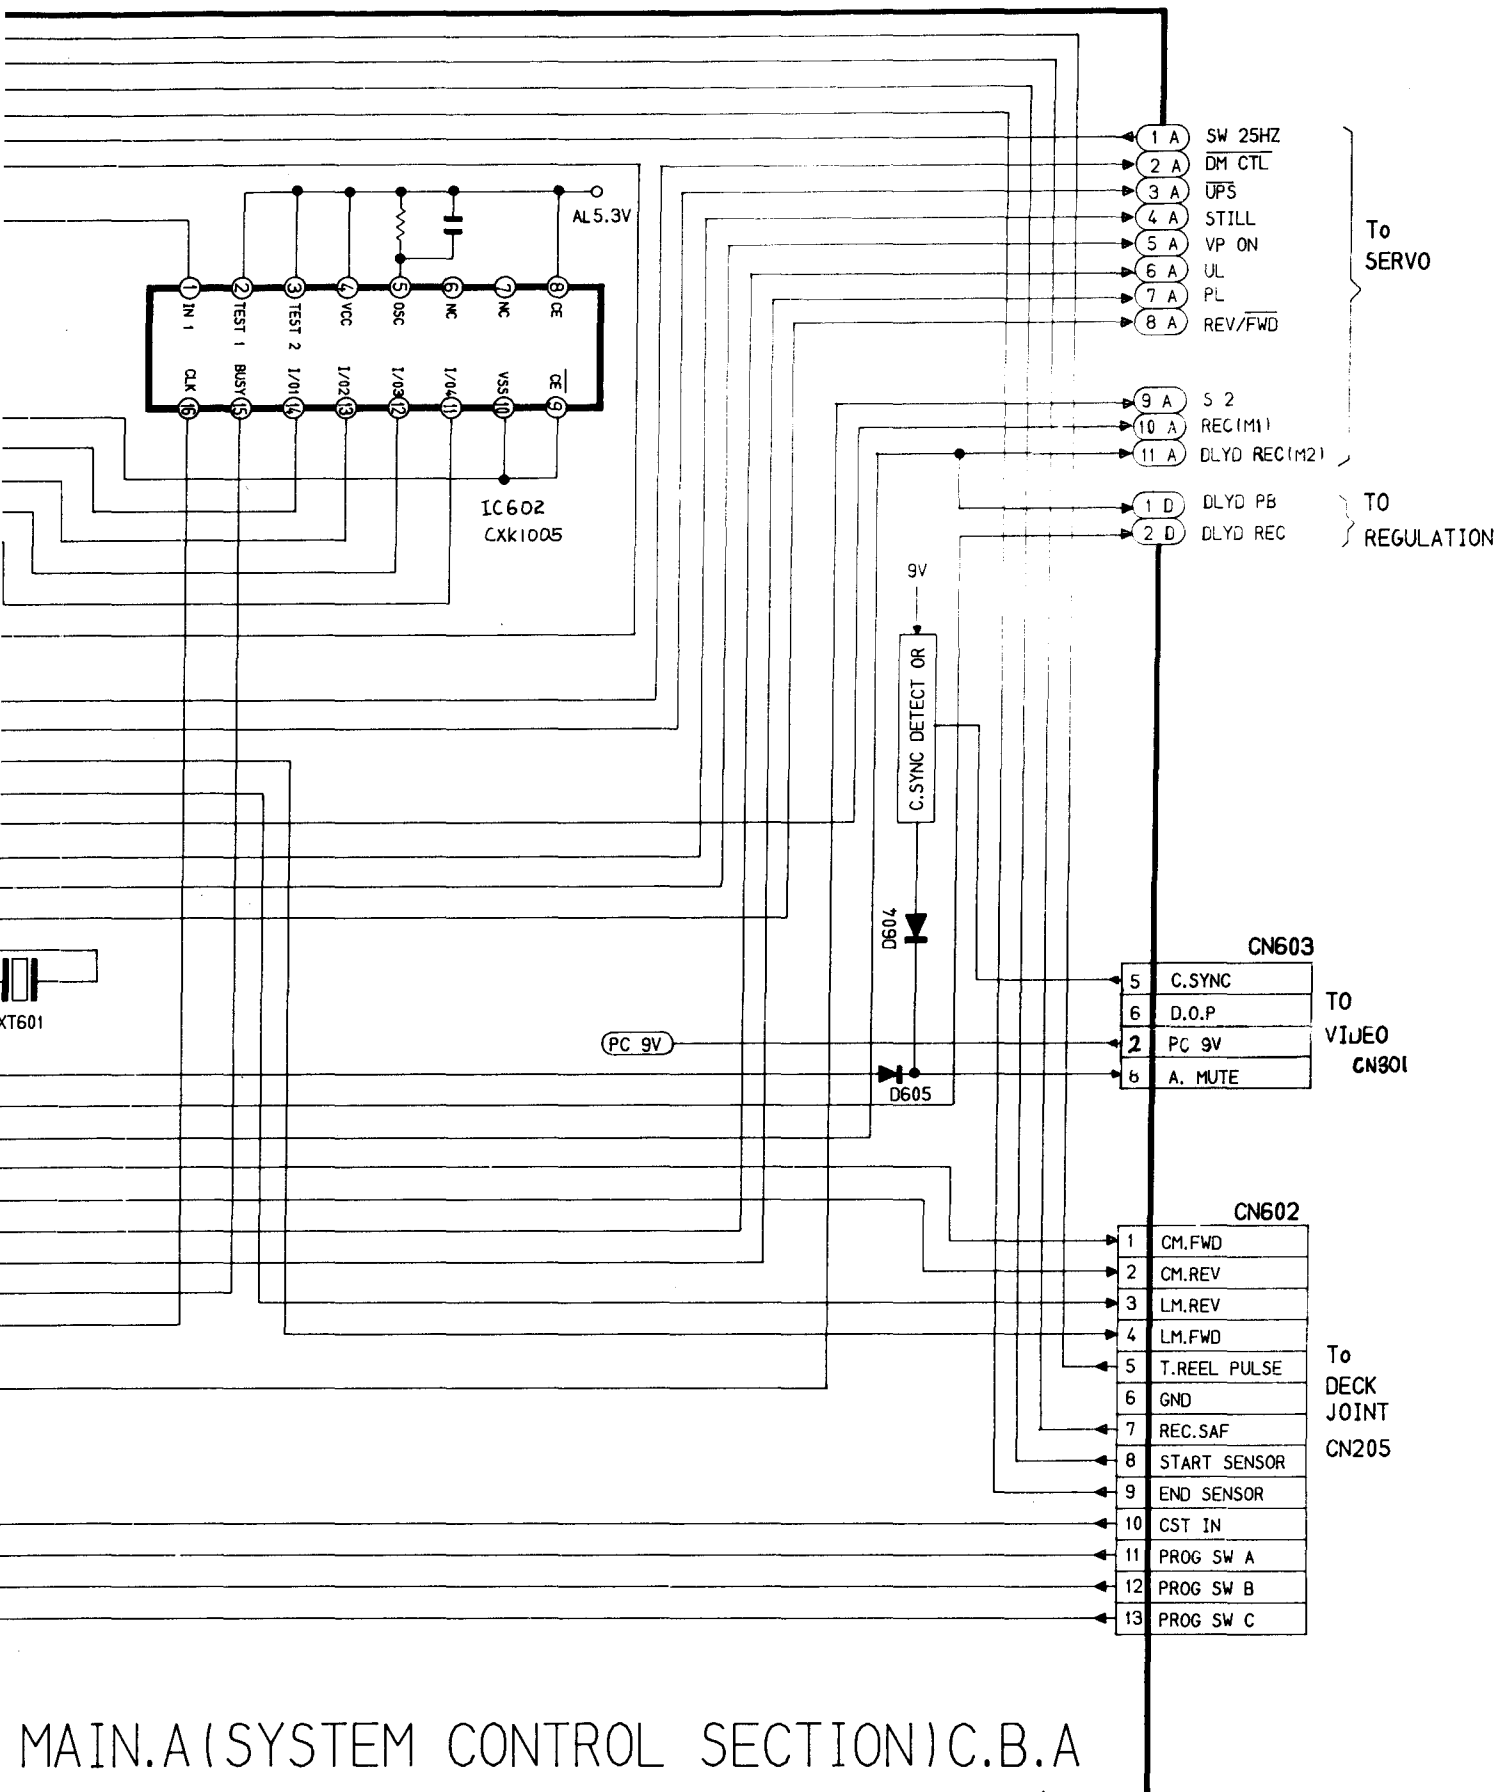 1 A SW 25HZ
2 A DM CTL
3 A UPS
4 A STILL
5 A VP ON
6 A UL
7 A PL
8 A REV/FWD
To
SERVO
9 A S 2
10 A REC(M1)
11 A DLYD REC(M2)
1 D DLYD PB
2 D DLYD REC
TO
REGULATION
AL5.3V
1 2 3 4 5 6 7 8
IN 1 TEST 1 TEST 2 VCC OSC NC NC CE
CLK BUSY I/O1 I/O2 I/O3 I/O4 VSS CE
16 15 14 13 12 11 10 9
IC602
CXK1005
9V
C.SYNC DETECT OR
D604
XT601
PC 9V
D605
CN603
5 C.SYNC
6 D.O.P
2 PC 9V
A. MUTE
TO
VIDEO
CN301
CN602
1 CM.FWD
2 CM.REV
3 LM.REV
4 LM.FWD
5 T.REEL PULSE
6 GND
7 REC.SAF
8 START SENSOR
9 END SENSOR
10 CST IN
11 PROG SW A
12 PROG SW B
13 PROG SW C
To
DECK
JOINT
CN205
MAIN.A(SYSTEM CONTROL SECTION)C.B.A